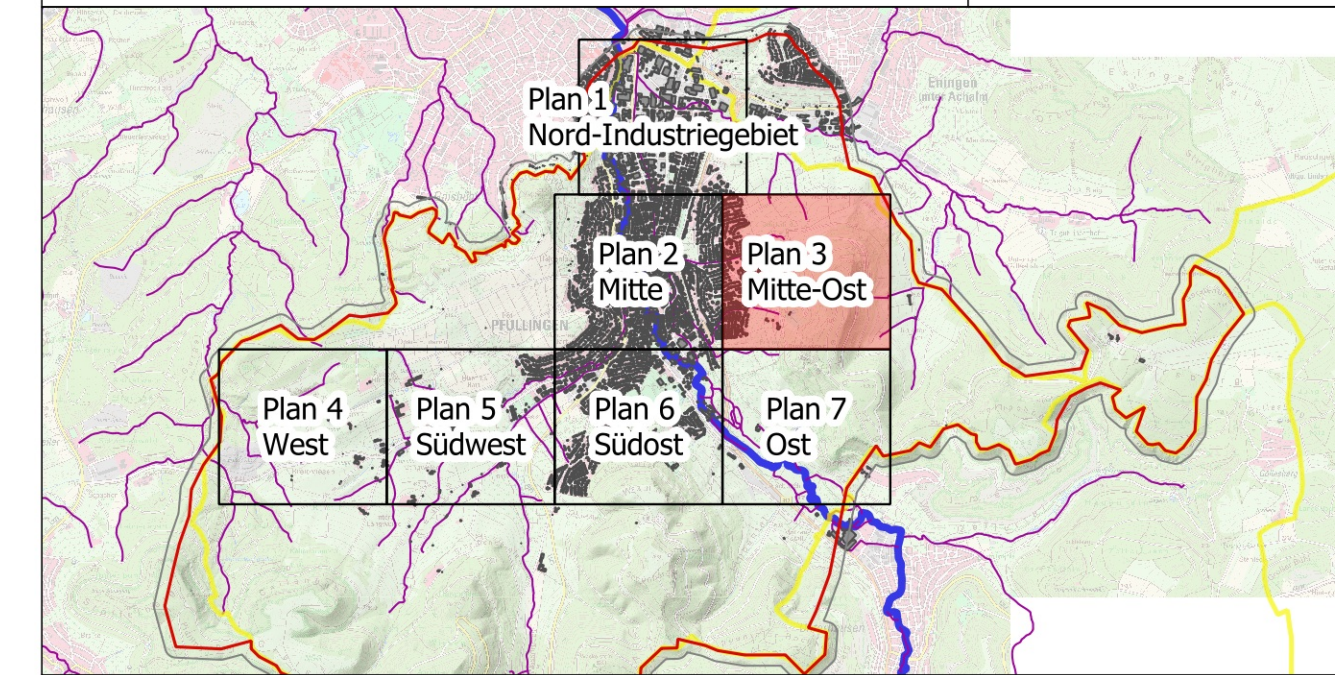 Eningen
unter Achalm
Plan 1
Nord-Industriegebiet
Plan 2
Mitte
Plan 3
Mitte-Ost
PFULLINGEN
Plan 4
West
Plan 5
Südwest
Plan 6
Südost
Plan 7
Ost